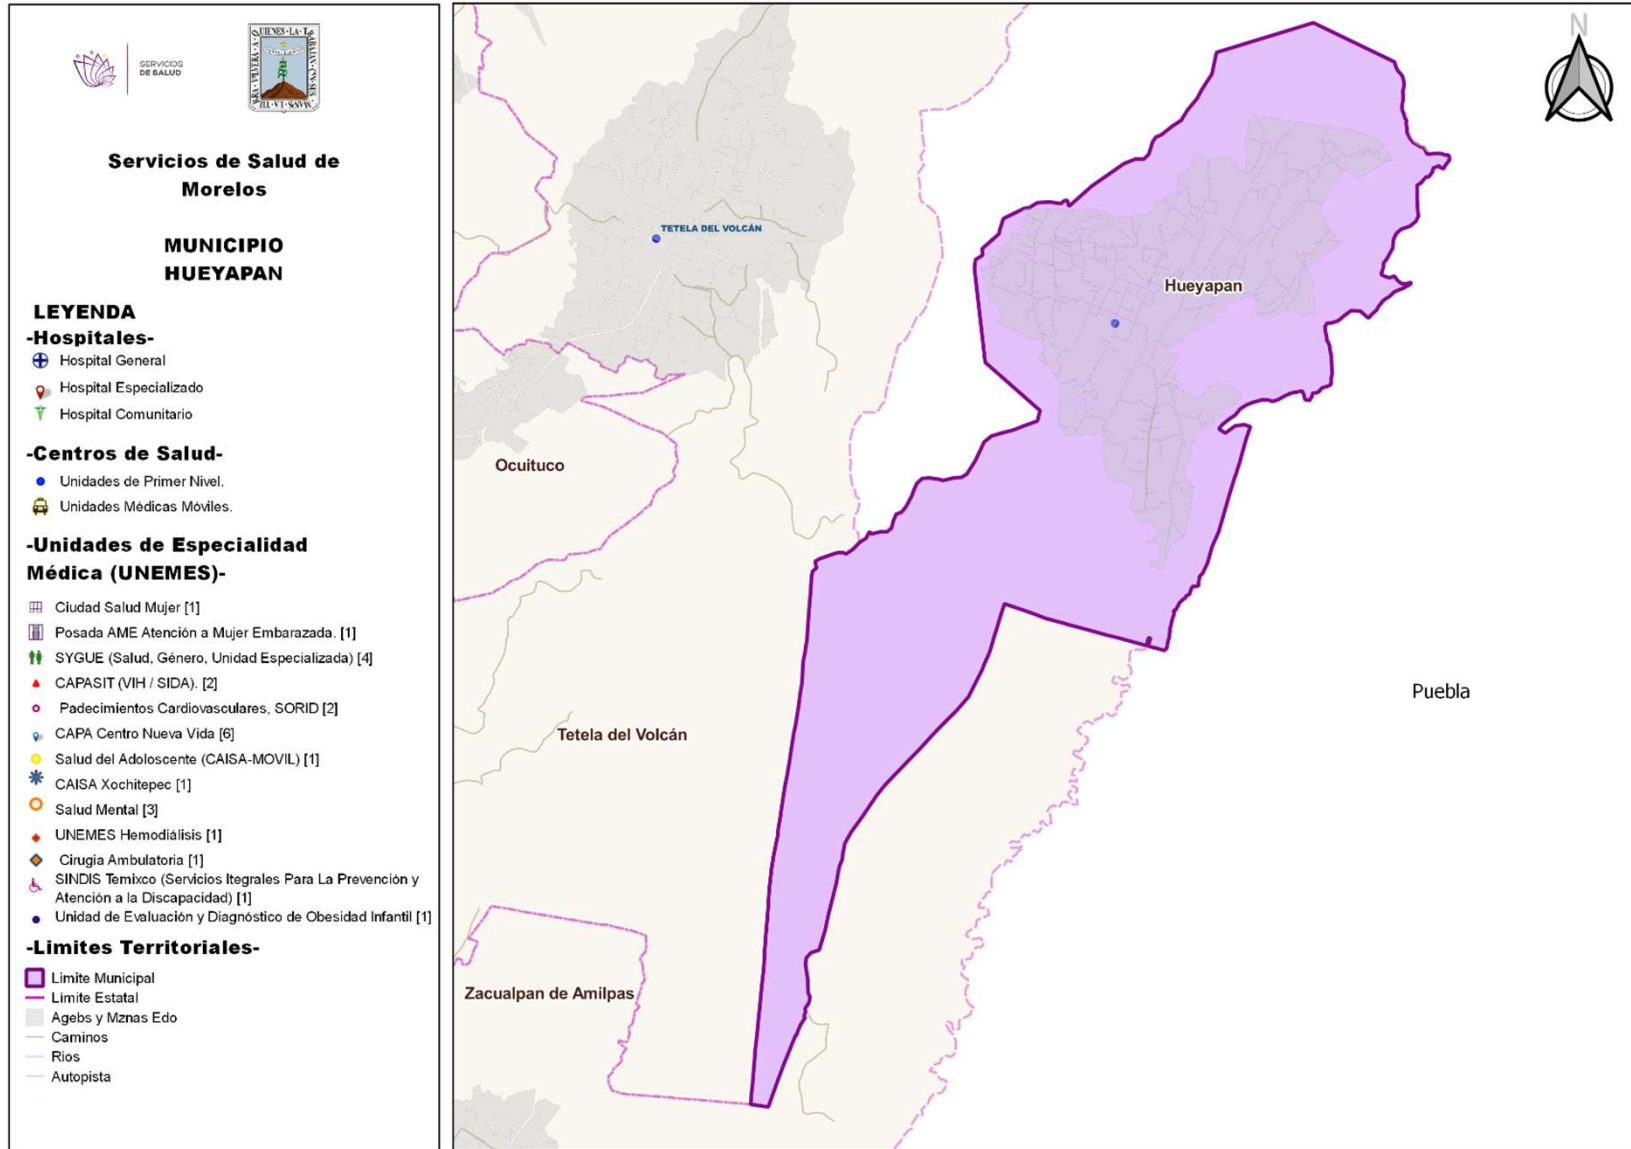 SERVICIOS
DE SALUD
Servicios de Salud de
Morelos
MUNICIPIO
HUEYAPAN
LEYENDA
-Hospitales-
Hospital General
Hospital Especializado
Hospital Comunitario
-Centros de Salud-
Unidades de Primer Nivel.
Unidades Médicas Móviles.
-Unidades de Especialidad
Médica (UNEMES)-
Ciudad Salud Mujer [1]
Posada AME Atención a Mujer Embarazada. [1]
SYGUE (Salud, Género, Unidad Especializada) [4]
CAPASIT (VIH / SIDA). [2]
Padecimientos Cardiovasculares, SORID [2]
CAPA Centro Nueva Vida [6]
Salud del Adoloscente (CAISA-MOVIL) [1]
CAISA Xochitepec [1]
Salud Mental [3]
UNEMES Hemodiálisis [1]
Cirugia Ambulatoria [1]
SINDIS Temixco (Servicios Itegrales Para La Prevención y
Atención a la Discapacidad) [1]
Unidad de Evaluación y Diagnóstico de Obesidad Infantil [1]
-Limites Territoriales-
Limite Municipal
Límite Estatal
Agebs y Mznas Edo
Caminos
Rios
Autopista
N
TETELA DEL VOLCÁN
Hueyapan
Ocuituco
Puebla
Tetela del Volcán
Zacualpan de Amilpas